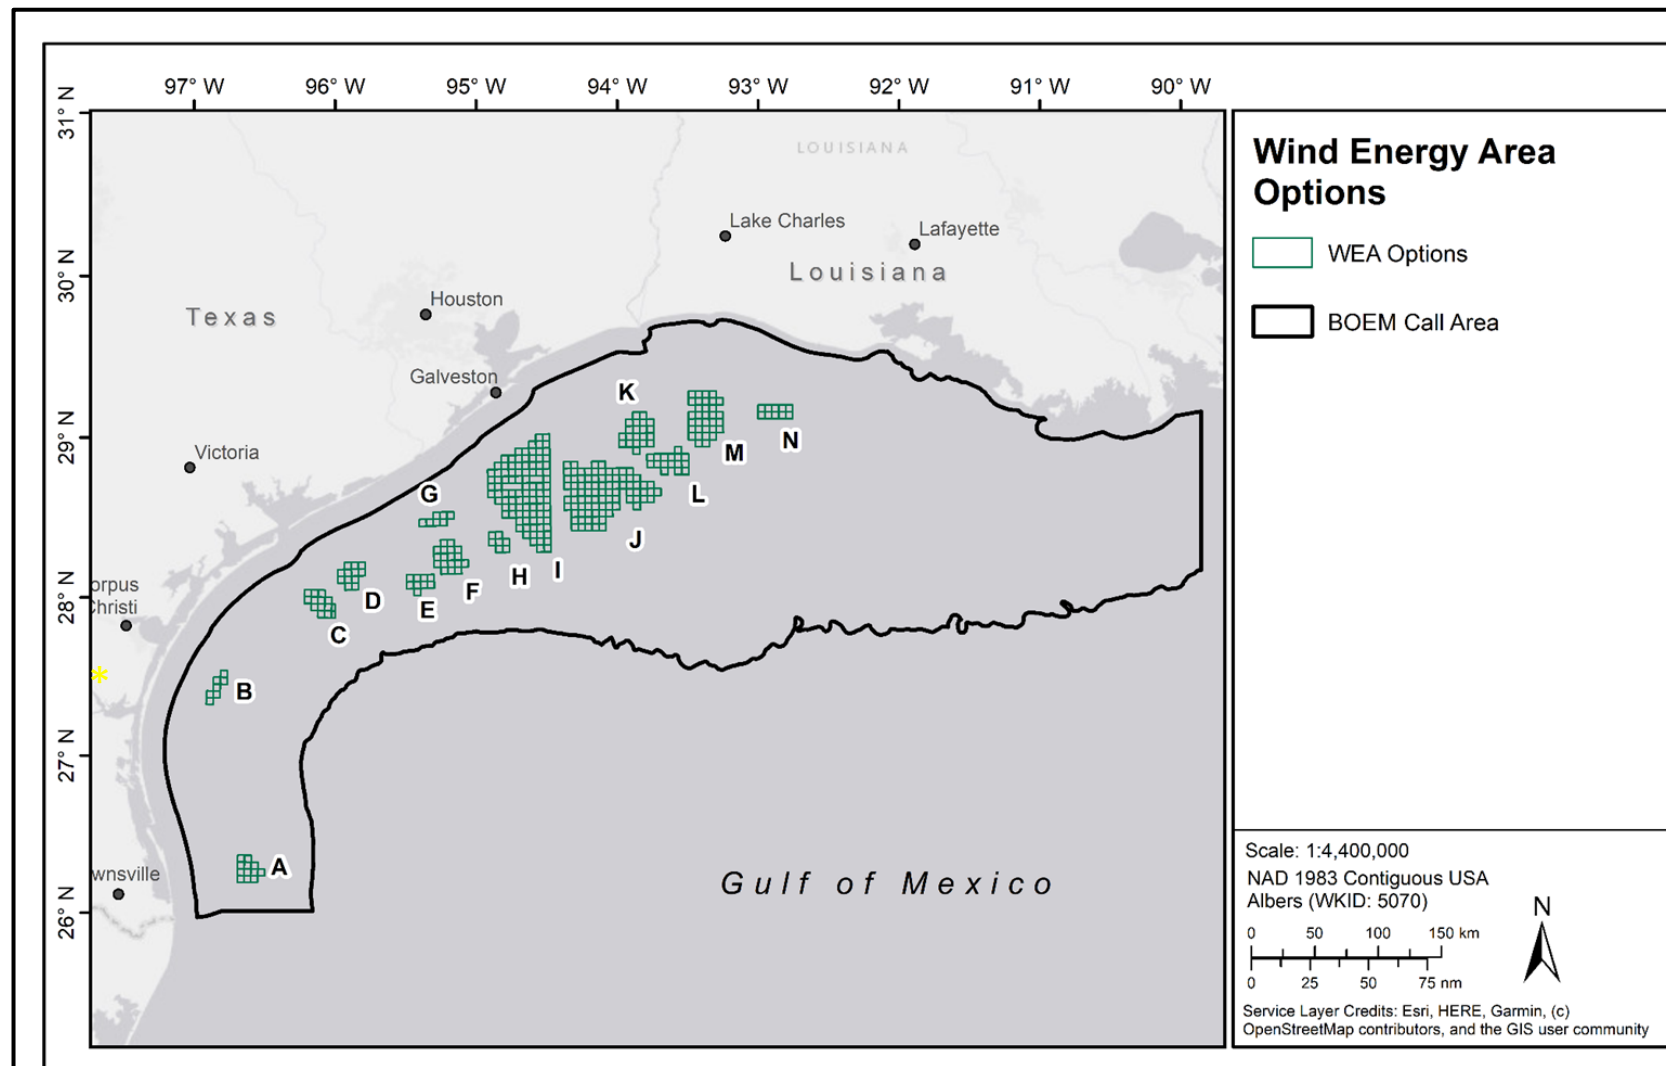 97° W 96° W 95° W 94° W 93° W 92° W 91° W 90° W
31° N
30° N
29° N
28° N
27° N
26° N
LOUISIANA
Lake Charles
Lafayette
Louisiana
Houston
Texas
Galveston
Victoria
orpus
Christi
wnsville
K
M
N
G
L
J
I
H
F
D
E
C
B
A
Gulf of Mexico
Wind Energy Area
Options
WEA Options
BOEM Call Area
Scale: 1:4,400,000
NAD 1983 Contiguous USA
Albers (WKID: 5070)
N
0 50 100 150 km
0 25 50 75 nm
Service Layer Credits: Esri, HERE, Garmin, (c)
OpenStreetMap contributors, and the GIS user community